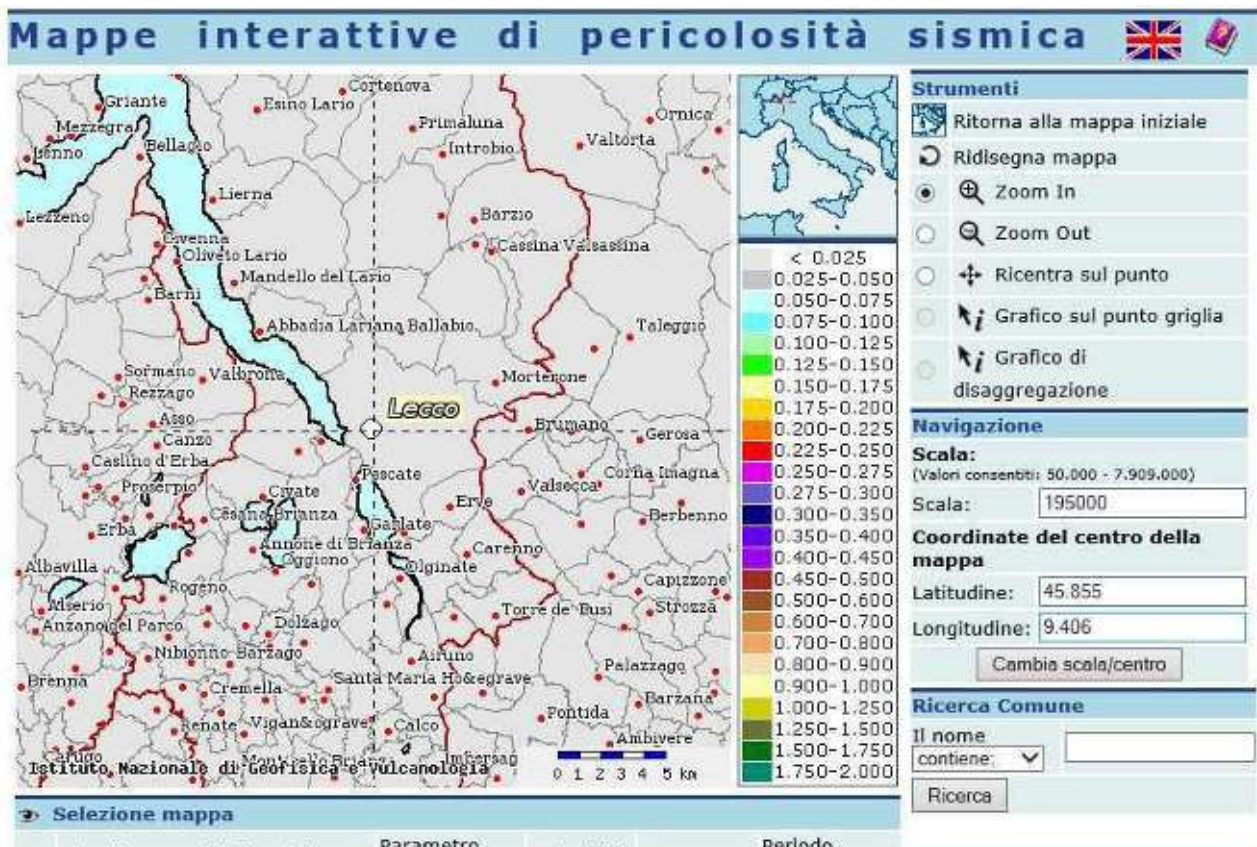 Mappe interattive di pericolosità sismica
Cortenova
Griante
Esino Lario
Ornica
Mezzegra
Primaluna
Valtorta
Bellagio
Introbio
Lierna
Lezzeno
Barzio
Civenna
Cassina Valsassina
Oliveto Lario
Mandello del Lario
Barni
Abbadia Lariana
Ballabio
Taleggio
Sormano
Valbrona
Morterone
Rezzago
Lecco
Asso
Brumano
Canzo
Gerosa
Caslino d'Erba
Pescate
Corna Imagna
Proserpio
Civate
Valsecca
Erve
Cesana Brianza
Berbenno
Erba
Garlate
Annone di Brianza
Carenno
Oggiono
Albavilla
Olginate
Capizzone
Rogeno
Alserio
Torre de' Busi
Strozza
Anzano del Parco
Dolzago
Nibionno
Barzago
Airuno
Palazzago
Brenna
Santa Maria Ho&egrave
Cremella
Barzana
Renate
Vigan&ograve
Calco
Pontida
Ambivere
Imbersag
Istituto Nazionale di Geofisica e Vulcanologia
0 1 2 3 4 5 km
< 0.025
0.025-0.050
0.050-0.075
0.075-0.100
0.100-0.125
0.125-0.150
0.150-0.175
0.175-0.200
0.200-0.225
0.225-0.250
0.250-0.275
0.275-0.300
0.300-0.350
0.350-0.400
0.400-0.450
0.450-0.500
0.500-0.600
0.600-0.700
0.700-0.800
0.800-0.900
0.900-1.000
1.000-1.250
1.250-1.500
1.500-1.750
1.750-2.000
Strumenti
Ritorna alla mappa iniziale
Ridisegna mappa
Zoom In
Zoom Out
Ricentra sul punto
i Grafico sul punto griglia
i Grafico di
disaggregazione
Navigazione
Scala:
(Valori consentiti: 50.000 - 7.909.000)
Scala: 195000
Coordinate del centro della
mappa
Latitudine: 45.855
Longitudine: 9.406
Cambia scala/centro
Ricerca Comune
Il nome
contiene:
Ricerca
Selezione mappa
Parametro
Periodo